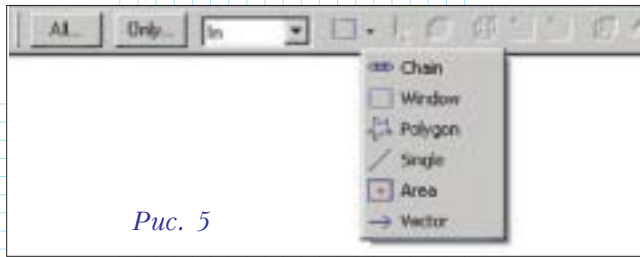 All... Only... In
Chain
Window
Polygon
Single
Area
Vector
Рис. 5